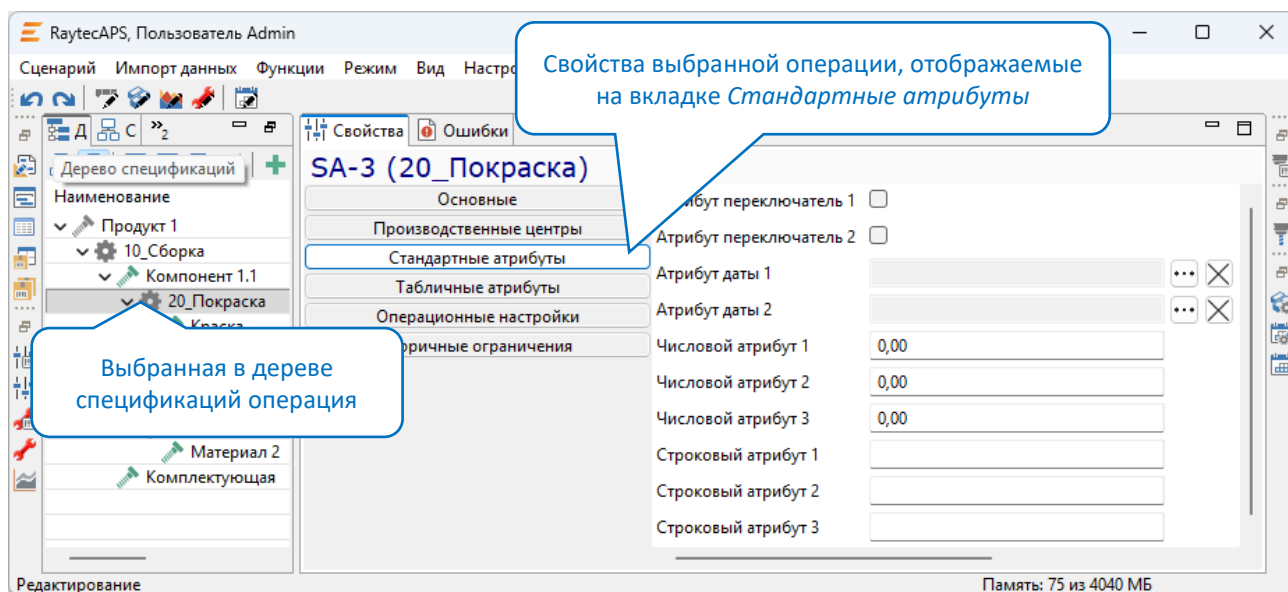 RaytecAPS, Пользователь Admin
Сценарий Импорт данных Функции Режим Вид
Свойства выбранной операции, отображаемые
на вкладке Стандартные атрибуты
Д С »2
Свойства Ошибки
Дерево спецификаций
SA-3 (20_Покраска)
Наименование
Продукт 1
10_Сборка
Компонент 1.1
20_Покраска
Выбранная в дереве
спецификаций операция
Материал 2
Комплектующая
Основные
Производственные центры
Стандартные атрибуты
Табличные атрибуты
Операционные настройки
ограничения
переключатель 1
Атрибут переключатель 2
Атрибут даты 1
Атрибут даты 2
Числовой атрибут 1 0,00
Числовой атрибут 2 0,00
Числовой атрибут 3 0,00
Строковый атрибут 1
Строковый атрибут 2
Строковый атрибут 3
Редактирование
Память: 75 из 4040 МБ